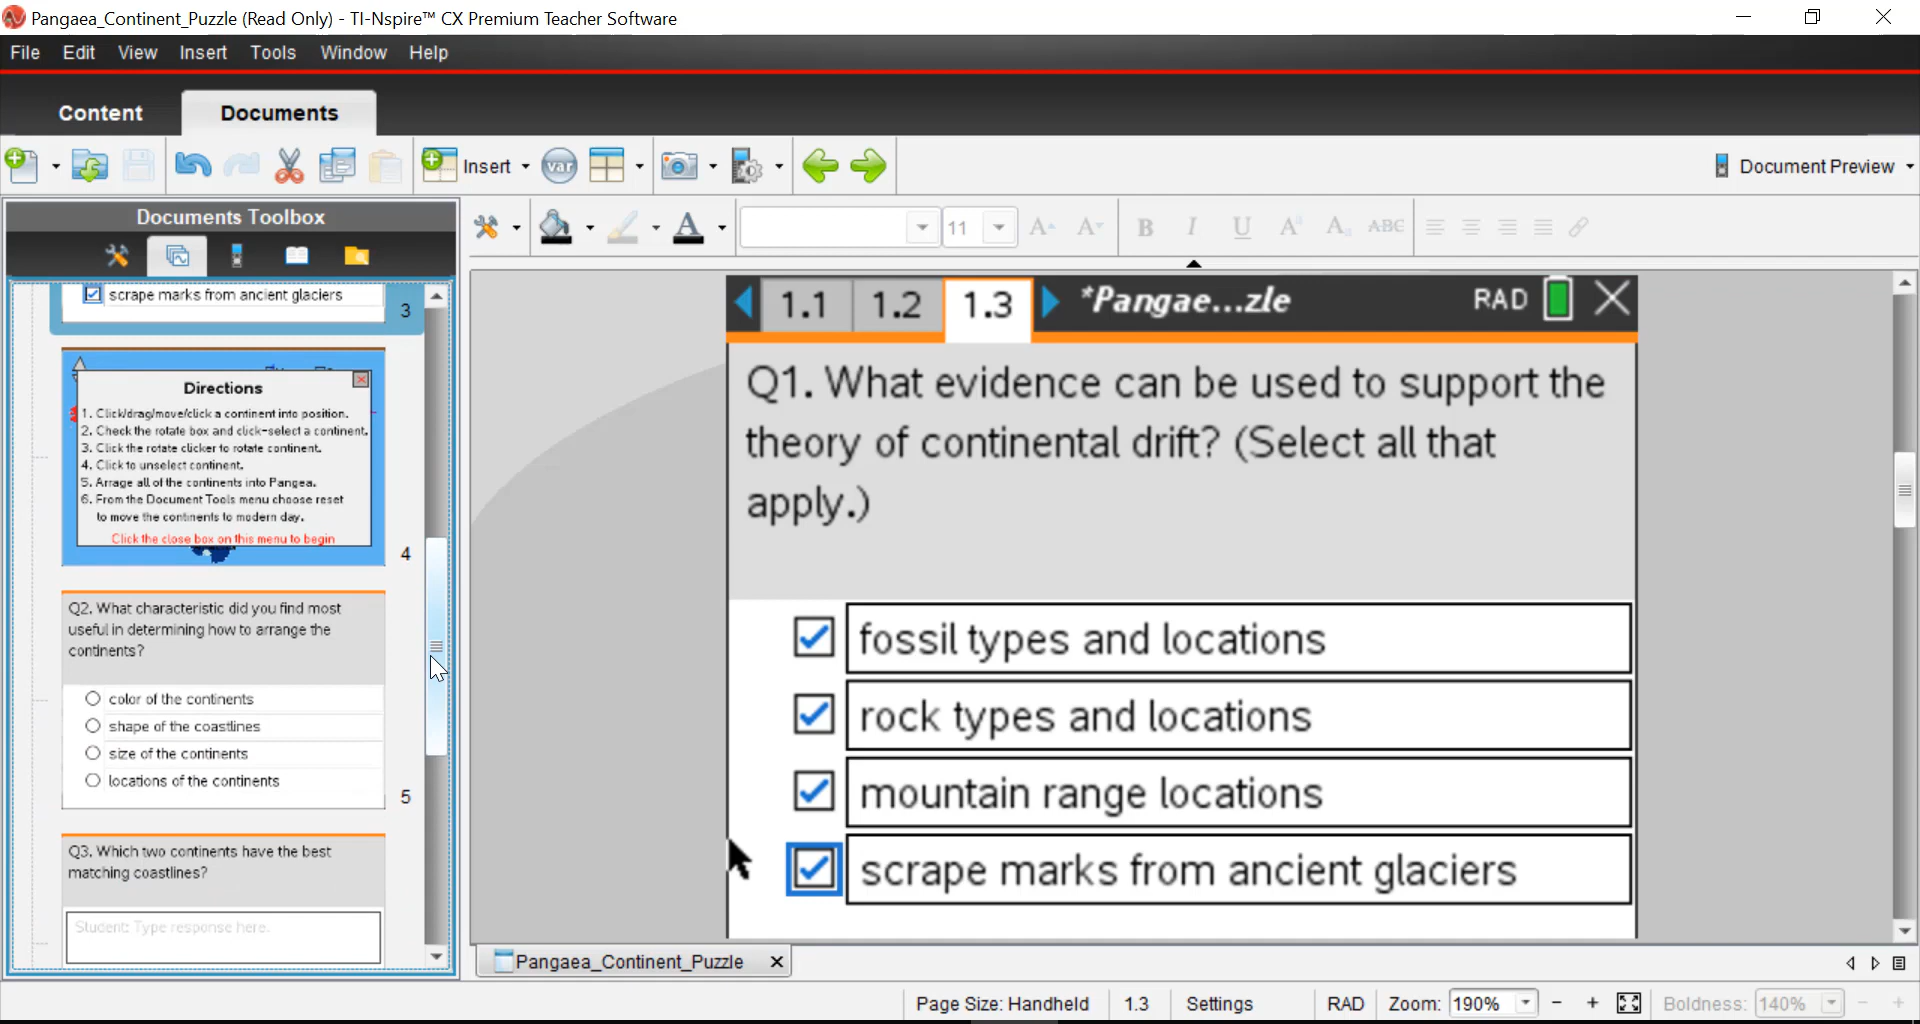 Pangaea_Continent_Puzzle (Read Only) - TI-Nspire™ CX Premium Teacher Software
File Edit View Insert Tools Window Help
Content Documents
Insert var Document Preview
Documents Toolbox
A 11 A A B I U A A ABC
scrape marks from ancient glaciers
3
Directions
1. Click/drag/move/click a continent into position.
2. Check the rotate box and click-select a continent.
3. Click the rotate clicker to rotate continent.
4. Click to unselect continent.
5. Arrage all of the continents into Pangea.
6. From the Document Tools menu choose reset
to move the continents to modern day.
Click the close box on this menu to begin
4
Q2. What characteristic did you find most
useful in determining how to arrange the
continents?
color of the continents
shape of the coastlines
size of the continents
locations of the continents
5
Q3. Which two continents have the best
matching coastlines?
Student: Type response here.
1.1 1.2 1.3 *Pangae...zle RAD
Q1. What evidence can be used to support the
theory of continental drift? (Select all that
apply.)
fossil types and locations
rock types and locations
mountain range locations
scrape marks from ancient glaciers
Pangaea_Continent_Puzzle
Page Size: Handheld 1.3 Settings RAD Zoom: 190% - + Boldness: 140% - +